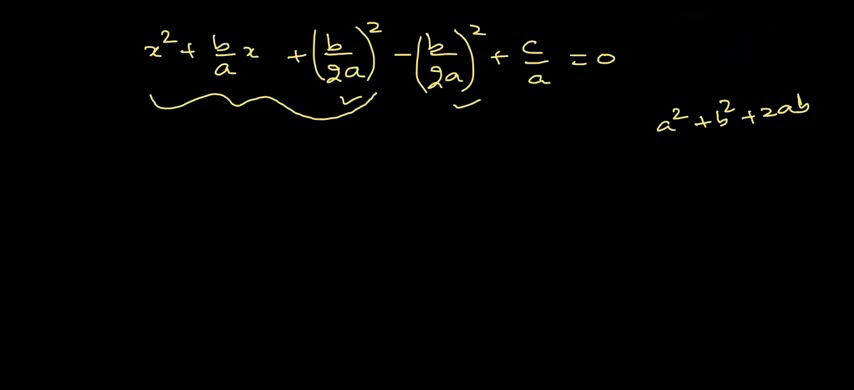 x² + b/a x + (b/2a)² - (b/2a)² + c/a = 0
a² + b² + 2ab